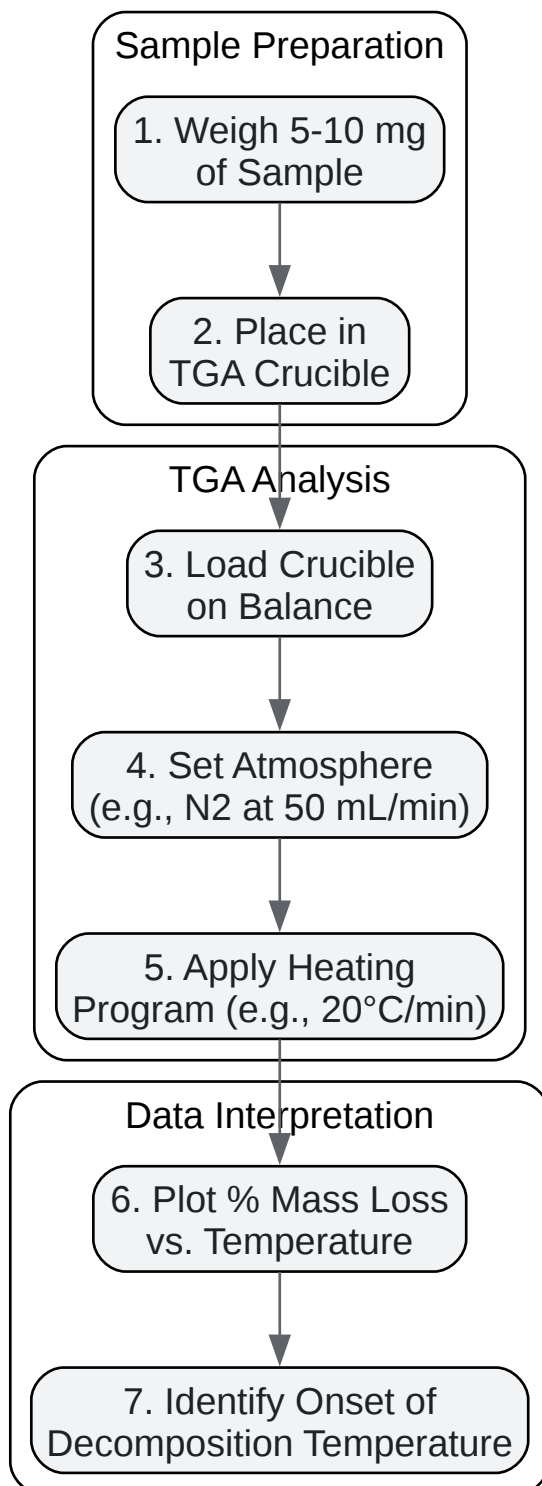 Sample Preparation
1. Weigh 5-10 mg
of Sample
2. Place in
TGA Crucible
TGA Analysis
3. Load Crucible
on Balance
4. Set Atmosphere
(e.g., N2 at 50 mL/min)
5. Apply Heating
Program (e.g., 20°C/min)
Data Interpretation
6. Plot % Mass Loss
vs. Temperature
7. Identify Onset of
Decomposition Temperature